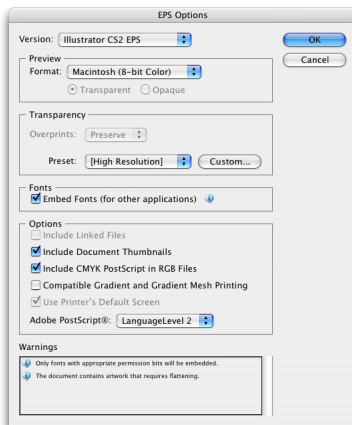 EPS Options
Version: Illustrator CS2 EPS
OK
Cancel
Preview
Format: Macintosh (8-bit Color)
Transparent Opaque
Transparency
Overprints: Preserve
Preset: [High Resolution] Custom...
Fonts
Embed Fonts (for other applications)
Options
Include Linked Files
Include Document Thumbnails
Include CMYK PostScript in RGB Files
Compatible Gradient and Gradient Mesh Printing
Use Printer's Default Screen
Adobe PostScript®: LanguageLevel 2
Warnings
Only fonts with appropriate permission bits will be embedded.
The document contains artwork that requires flattening.